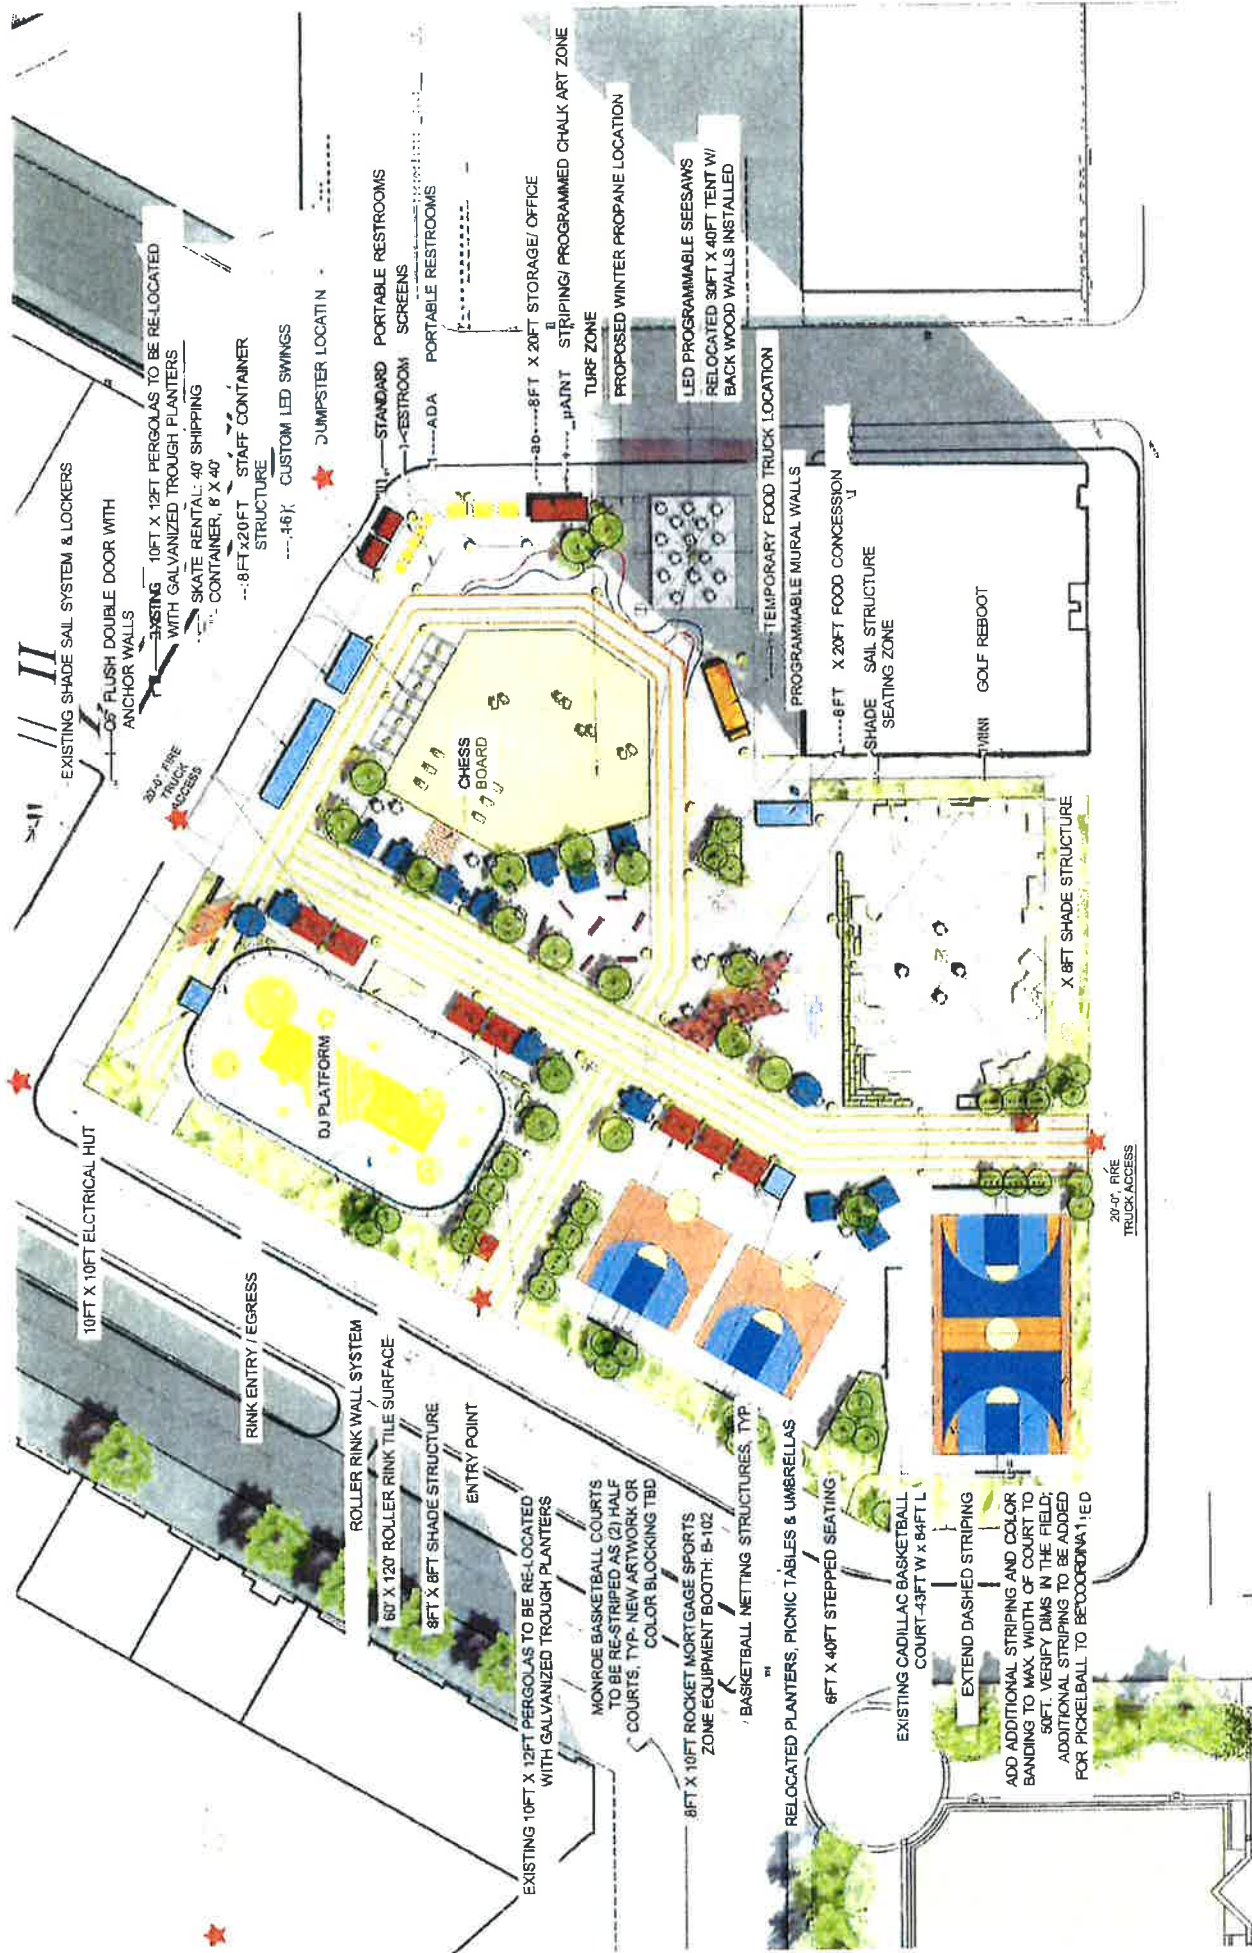 EXISTING SHADE SAIL SYSTEM & LOCKERS
FLUSH DOUBLE DOOR WITH
ANCHOR WALLS
EXISTING 10FT X 12FT PERGOLAS TO BE RE-LOCATED
WITH GALVANIZED TROUGH PLANTERS
SKATE RENTAL: 40' SHIPPING
CONTAINER, 8' X 40'
8FTx20FT STAFF CONTAINER
STRUCTURE
CUSTOM LED SWINGS
DUMPSTER LOCATI N
STANDARD PORTABLE RESTROOMS
RESTROOM SCREENS
ADA PORTABLE RESTROOMS
8FT X 20FT STORAGE/ OFFICE
STRIPING/ PROGRAMMED CHALK ART ZONE
TURF ZONE
PROPOSED WINTER PROPANE LOCATION
LED PROGRAMMABLE SEESAWS
RELOCATED 30FT X 40FT TENT W/
BACK WOOD WALLS INSTALLED
TEMPORARY FOOD TRUCK LOCATION
PROGRAMMABLE MURAL WALLS
8FT X 20FT FOOD CONCESSION
SHADE SAIL STRUCTURE
SEATING ZONE
MINI GOLF REBOOT
X 8FT SHADE STRUCTURE
20'-0" FIRE
TRUCK
ACCESS
CHESS
BOARD
DJ PLATFORM
20'-0", FIRE
TRUCK ACCESS
10FT X 10FT ELCTRICAL HUT
RINK ENTRY / EGRESS
ROLLER RINK WALL SYSTEM
60' X 120' ROLLER RINK TILE SURFACE
8FT X 8FT SHADE STRUCTURE
ENTRY POINT
EXISTING 10FT X 12FT PERGOLAS TO BE RE-LOCATED
WITH GALVANIZED TROUGH PLANTERS
MONROE BASKETBALL COURTS
TO BE RE-STRIPED AS (2) HALF
COURTS, TYP- NEW ARTWORK OR
COLOR BLOCKING TBD
8FT X 10FT ROCKET MORTGAGE SPORTS
ZONE EQUIPMENT BOOTH: B-102
BASKETBALL NETTING STRUCTURES, TYP.
RELOCATED PLANTERS, PICNIC TABLES & UMBRELLAS
6FT X 40FT STEPPED SEATING
EXISTING CADILLAC BASKETBALL
COURT-43FT W x 84FT L
EXTEND DASHED STRIPING
ADD ADDITIONAL STRIPING AND COLOR
BANDING TO MAX. WIDTH OF COURT TO
50FT. VERIFY DIMS IN THE FIELD;
ADDITIONAL STRIPING TO BE ADDED
FOR PICKELBALL TO BE